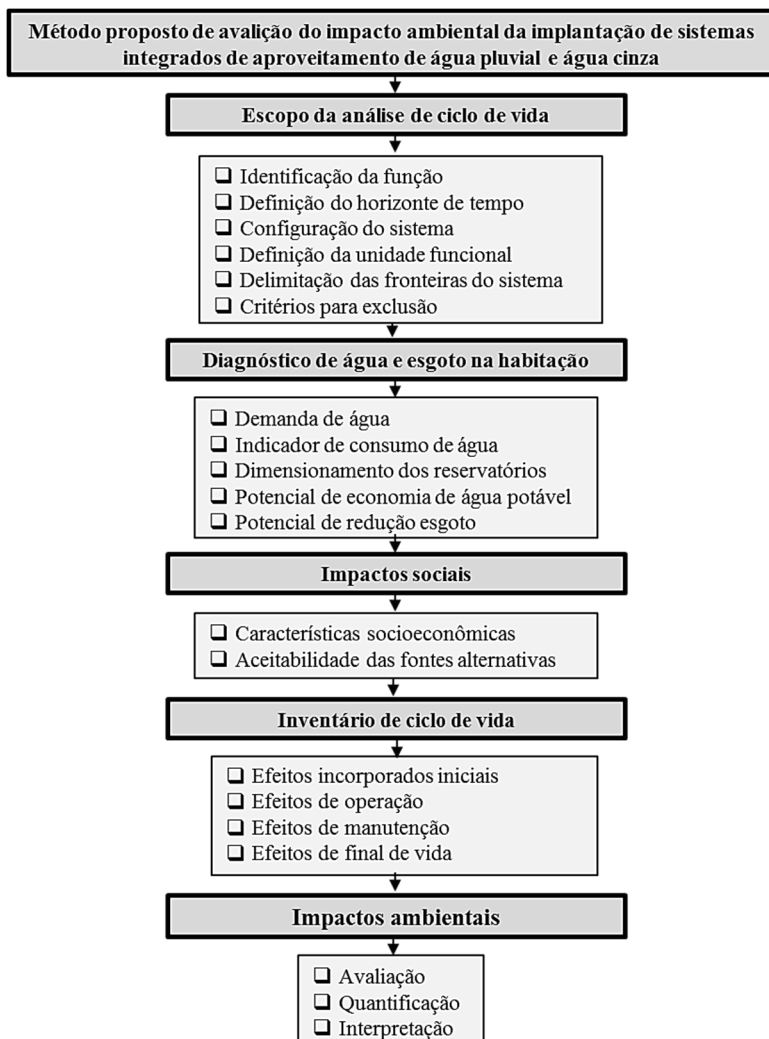 Método proposto de avalição do impacto ambiental da implantação de sistemas
integrados de aproveitamento de água pluvial e água cinza
Escopo da análise de ciclo de vida
❑ Identificação da função
❑ Definição do horizonte de tempo
❑ Configuração do sistema
❑ Definição da unidade funcional
❑ Delimitação das fronteiras do sistema
❑ Critérios para exclusão
Diagnóstico de água e esgoto na habitação
❑ Demanda de água
❑ Indicador de consumo de água
❑ Dimensionamento dos reservatórios
❑ Potencial de economia de água potável
❑ Potencial de redução esgoto
Impactos sociais
❑ Características socioeconômicas
❑ Aceitabilidade das fontes alternativas
Inventário de ciclo de vida
❑ Efeitos incorporados iniciais
❑ Efeitos de operação
❑ Efeitos de manutenção
❑ Efeitos de final de vida
Impactos ambientais
❑ Avaliação
❑ Quantificação
❑ Interpretação